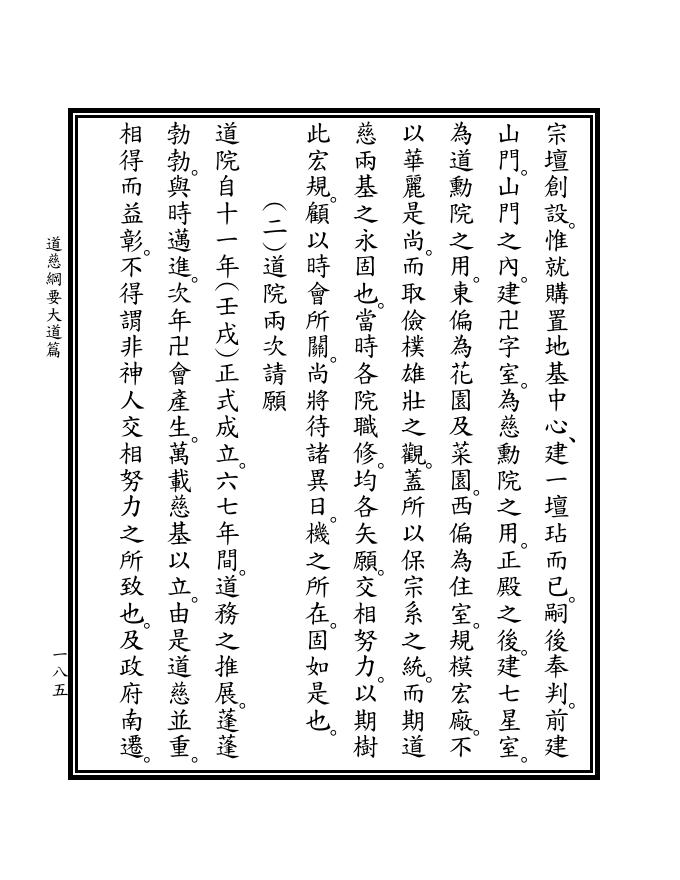 宗壇創設。惟就購置地基中心、建一壇玷而已。嗣後奉判。前建
山門。山門之內。建卍字室。為慈勳院之用。正殿之後。建七星室。
為道勳院之用。東偏為花園及菜園。西偏為住室。規模宏廠。不
以華麗是尚。而取儉樸雄壯之觀。蓋所以保宗系之統。而期道
慈兩基之永固也。當時各院職修。均各矢願。交相努力。以期樹
此宏規。顧以時會所關。尚將待諸異日。機之所在。固如是也。
(二)道院兩次請願
道院自十一年(壬戌)正式成立。六七年間。道務之推展。蓬蓬
勃勃。與時邁進。次年卍會產生。萬載慈基以立。由是道慈並重。
相得而益彰。不得謂非神人交相努力之所致也。及政府南遷。
道慈綱要大道篇
一八五